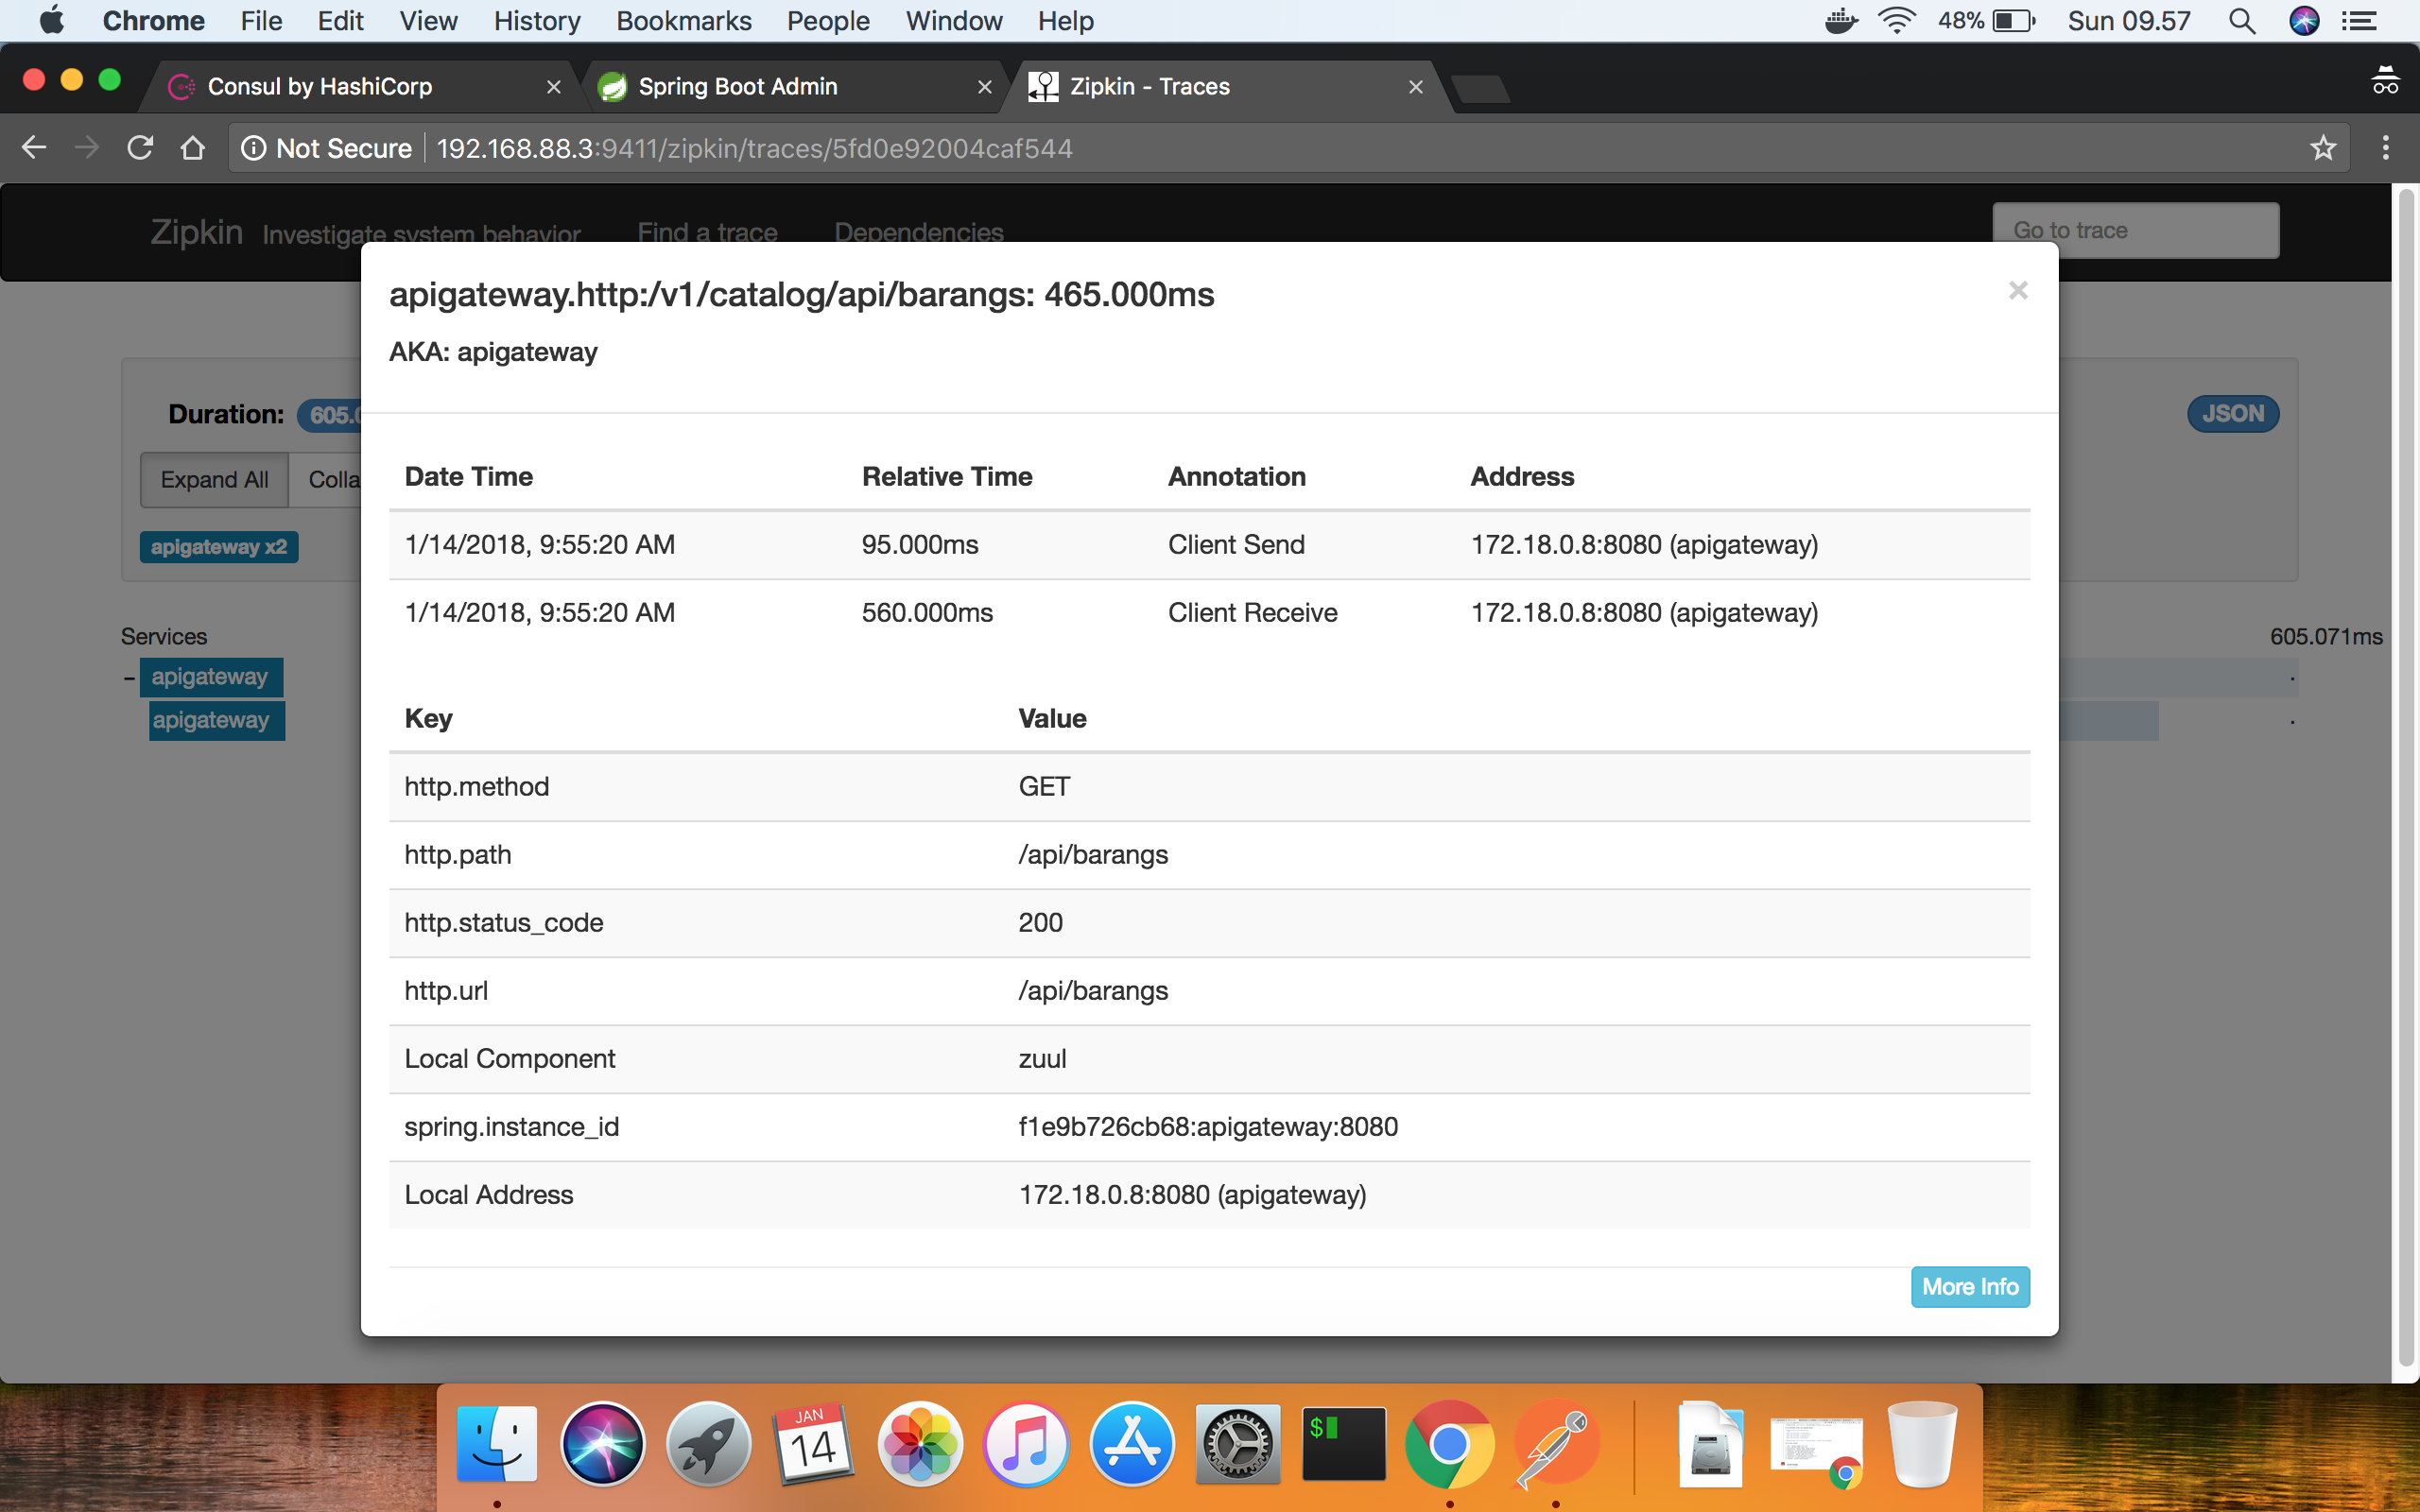 Chrome File Edit View History Bookmarks People Window Help 48% Sun 09.57
Consul by HashiCorp Spring Boot Admin Zipkin - Traces
Not Secure 192.168.88.3:9411/zipkin/traces/5fd0e92004caf544
Zipkin Investigate system behavior Find a trace Dependencies Go to trace
apigateway.http:/v1/catalog/api/barangs: 465.000ms ×
AKA: apigateway
Duration: 605.0 JSON
Expand All Colla
apigateway x2
Date Time Relative Time Annotation Address
1/14/2018, 9:55:20 AM 95.000ms Client Send 172.18.0.8:8080 (apigateway)
1/14/2018, 9:55:20 AM 560.000ms Client Receive 172.18.0.8:8080 (apigateway)
Services 605.071ms
- apigateway .
apigateway .
Key Value
http.method GET
http.path /api/barangs
http.status_code 200
http.url /api/barangs
Local Component zuul
spring.instance_id f1e9b726cb68:apigateway:8080
Local Address 172.18.0.8:8080 (apigateway)
More Info
JAN
14
$